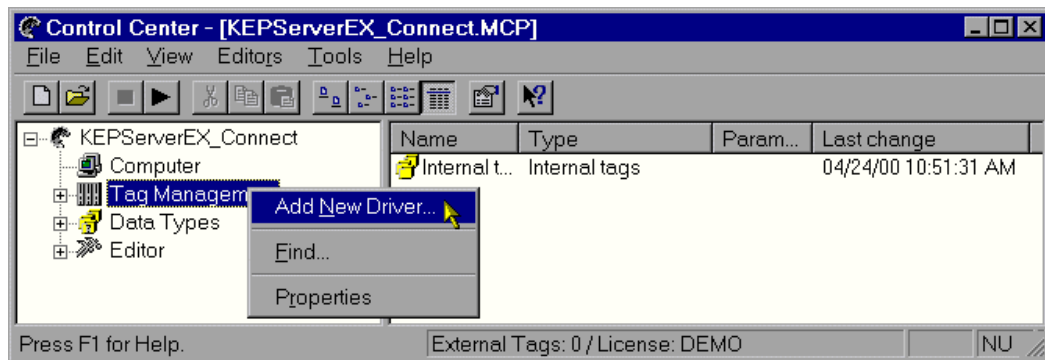 Control Center - [KEPServerEX_Connect.MCP]
File Edit View Editors Tools Help
KEPServerEX_Connect
Name Type Param... Last change
Computer
Internal t... Internal tags 04/24/00 10:51:31 AM
Tag Managem
Add New Driver...
Data Types
Find...
Editor
Properties
Press F1 for Help. External Tags: 0 / License: DEMO NU